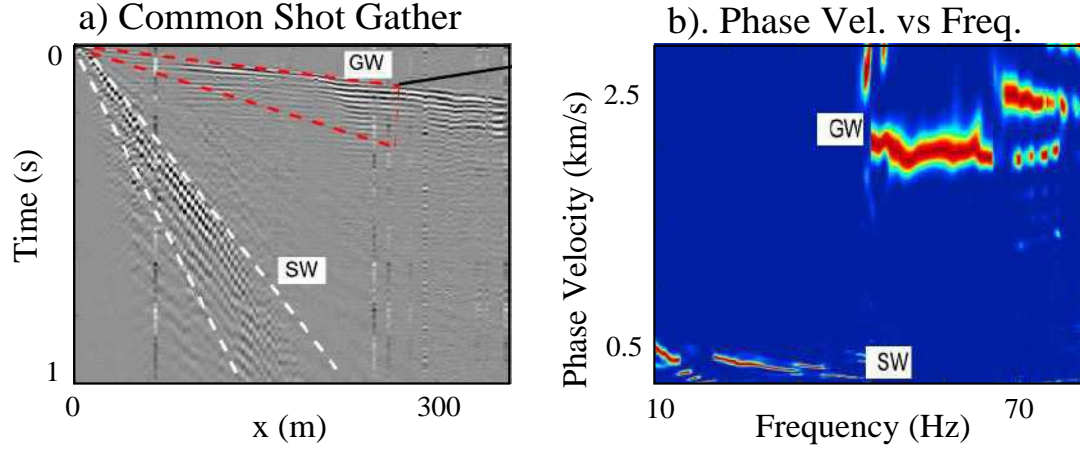 a) Common Shot Gather
0
GW
Time (s)
SW
1
0
300
x (m)
b). Phase Vel. vs Freq.
2.5
GW
Phase Velocity (km/s)
0.5
SW
10
70
Frequency (Hz)